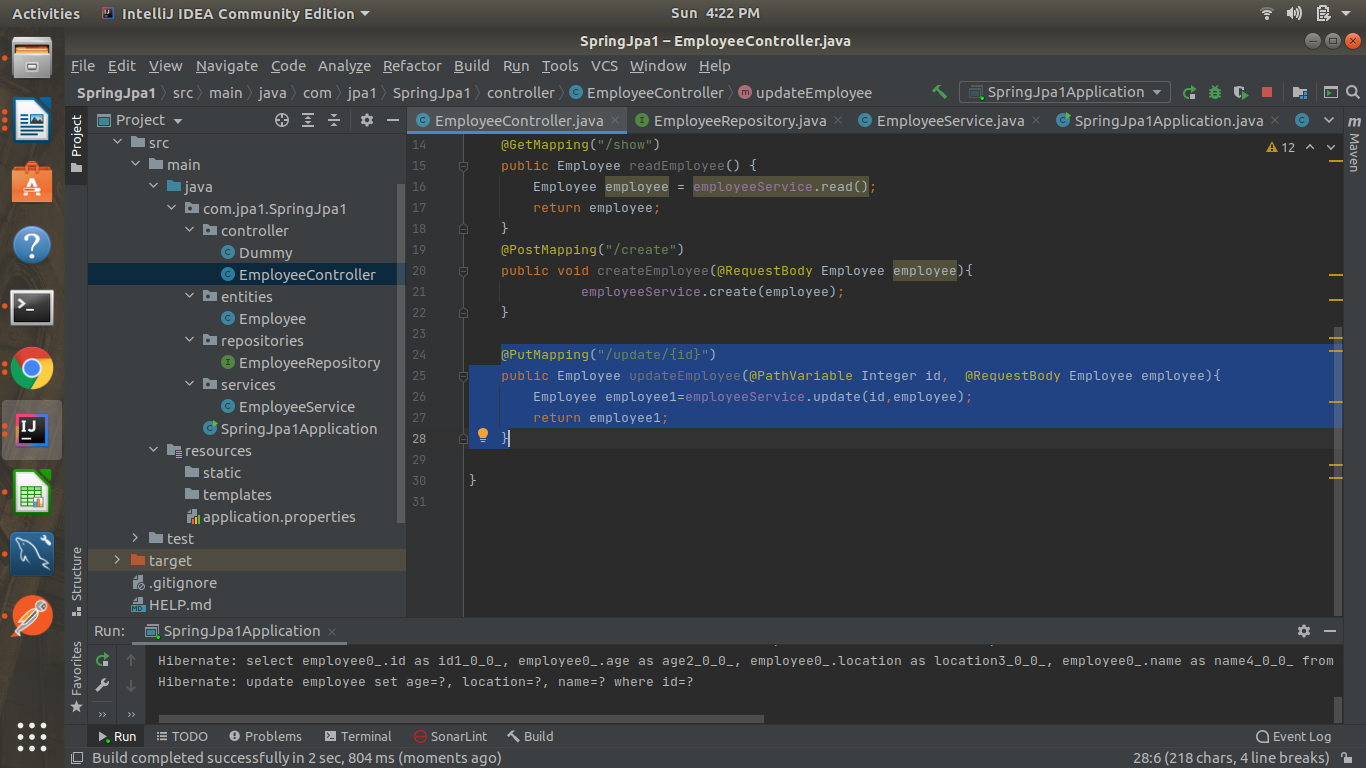 Activities IntelliJ IDEA Community Edition Sun 4:22 PM
SpringJpa1 – EmployeeController.java
File Edit View Navigate Code Analyze Refactor Build Run Tools VCS Window Help
SpringJpa1 src main java com jpa1 SpringJpa1 controller EmployeeController updateEmployee SpringJpa1Application
Project
EmployeeController.java EmployeeRepository.java EmployeeService.java SpringJpa1Application.java
Project
Maven
src
main
java
com.jpa1.SpringJpa1
controller
Dummy
EmployeeController
entities
Employee
repositories
EmployeeRepository
services
EmployeeService
SpringJpa1Application
resources
static
templates
application.properties
test
target
.gitignore
HELP.md
Structure
Favorites
12
14 @GetMapping("/show")
15 public Employee readEmployee() {
16 Employee employee = employeeService.read();
17 return employee;
18 }
19 @PostMapping("/create")
20 public void createEmployee(@RequestBody Employee employee){
21 employeeService.create(employee);
22 }
23
24 @PutMapping("/update/{id}")
25 public Employee updateEmployee(@PathVariable Integer id, @RequestBody Employee employee){
26 Employee employee1=employeeService.update(id,employee);
27 return employee1;
28 }
29
30 }
31
Run: SpringJpa1Application
Hibernate: select employee0_.id as id1_0_0_, employee0_.age as age2_0_0_, employee0_.location as location3_0_0_, employee0_.name as name4_0_0_ from
Hibernate: update employee set age=?, location=?, name=? where id=?
Run TODO Problems Terminal SonarLint Build Event Log
Build completed successfully in 2 sec, 804 ms (moments ago) 28:6 (218 chars, 4 line breaks)